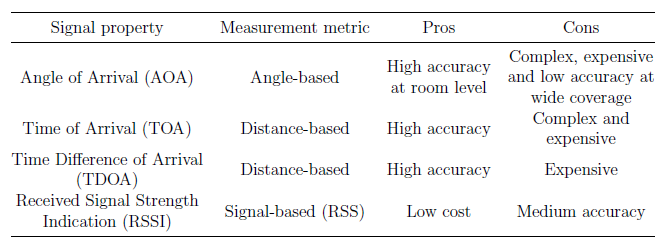 Signal property Measurement metric Pros Cons
Angle of Arrival (AOA) Angle-based High accuracy at room level Complex, expensive and low accuracy at wide coverage
Time of Arrival (TOA) Distance-based High accuracy Complex and expensive
Time Difference of Arrival (TDOA) Distance-based High accuracy Expensive
Received Signal Strength Indication (RSSI) Signal-based (RSS) Low cost Medium accuracy